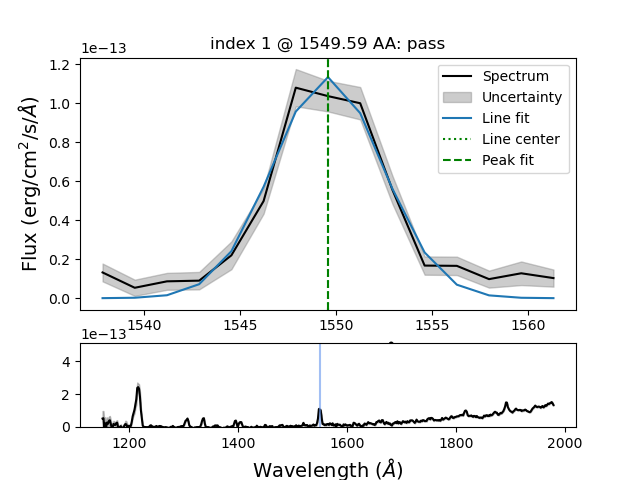 index 1 @ 1549.59 AA: pass
1e−13
1.2
1.0
0.8
0.6
0.4
0.2
0.0
Flux (erg/cm²/s/Å)
Spectrum
Uncertainty
Line fit
Line center
Peak fit
1540 1545 1550 1555 1560
1e−13
4
2
0
1200 1400 1600 1800 2000
Wavelength (Å)